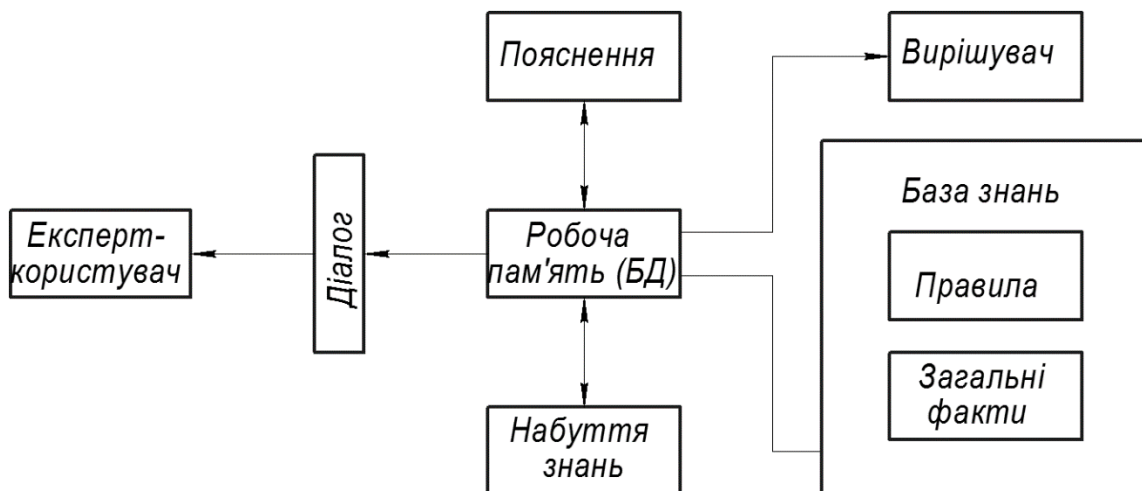 Пояснення
Вирішувач
База знань
Експерт-
користувач
Діалог
Робоча
пам'ять (БД)
Правила
Загальні
факти
Набуття
знань